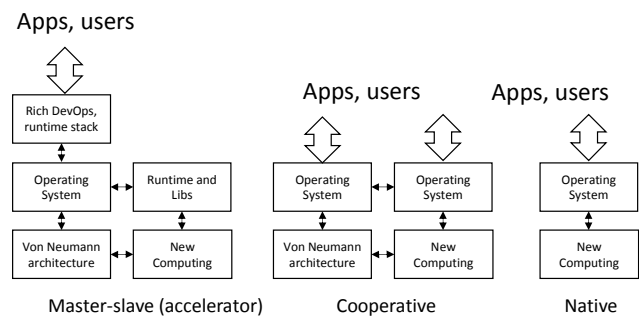 Apps, users
Rich DevOps,
runtime stack
Operating
System
Runtime and
Libs
Von Neumann
architecture
New
Computing
Master-slave (accelerator)
Apps, users
Operating
System
Operating
System
Von Neumann
architecture
New
Computing
Cooperative
Apps, users
Operating
System
New
Computing
Native